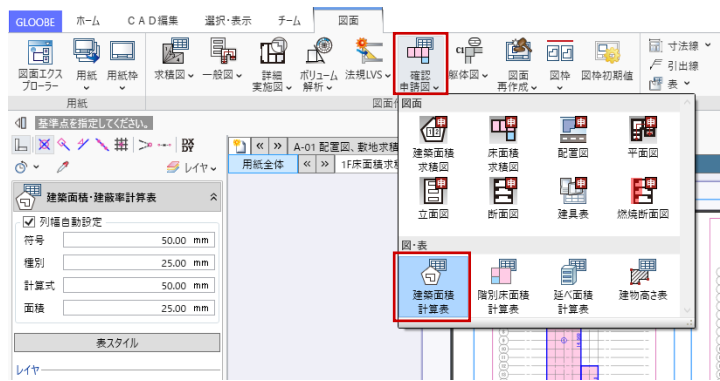 GLOOBE ホーム CAD編集 選択・表示 チーム 図面
図面エクス
プローラー
用紙
用紙枠
求積図
一般図
詳細
実施図
ボリューム
解析
法規LVS
確認
申請図
躯体図
図面
再作成
図枠
図枠初期値
寸法線
引出線
表
用紙
図面
基準点を指定してください。
レイヤ
建築面積・建蔽率計算表
列幅自動設定
符号 50.00 mm
種別 25.00 mm
計算式 50.00 mm
面積 25.00 mm
表スタイル
レイヤ
A-01 配置図、敷地求積
用紙全体 1F床面積求積
図面
建築面積
求積図
床面積
求積図
配置図
平面図
立面図
断面図
建具表
燃焼断面図
図・表
建築面積
計算表
階別床面積
計算表
延べ面積
計算表
建物高さ表